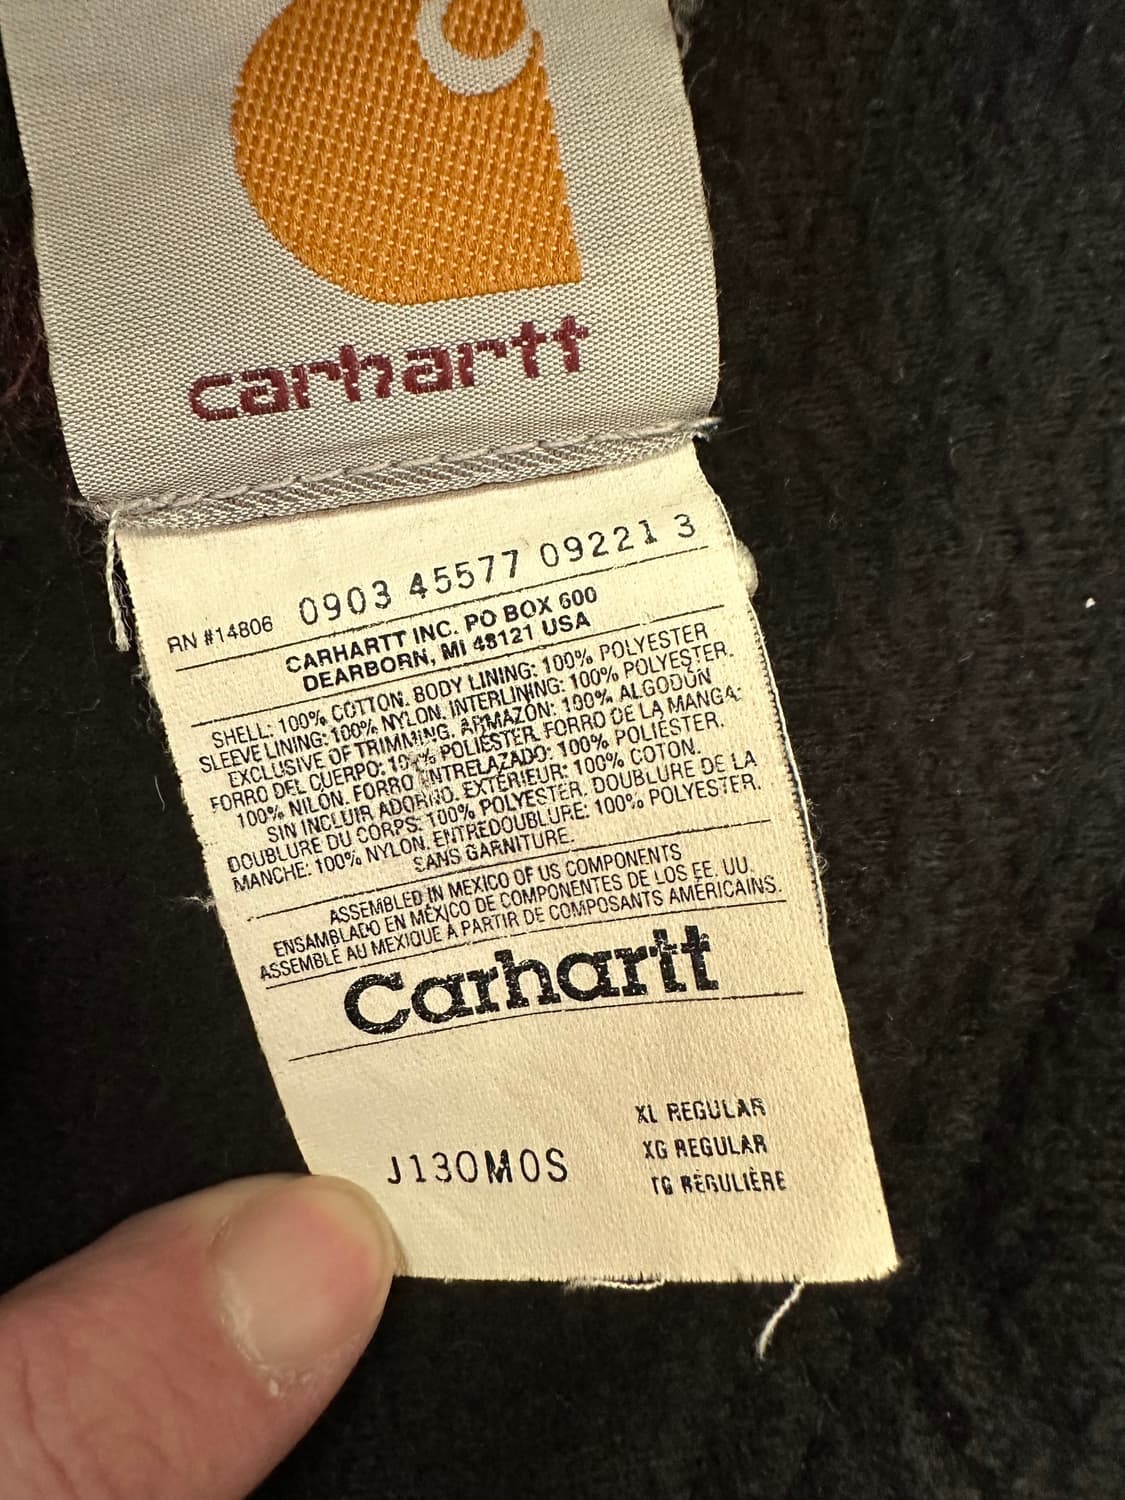 carhartt
RN #14806 0903 45577 09221 3
CARHARTT INC. PO BOX 600
DEARBORN, MI 48121 USA
SHELL: 100% COTTON. BODY LINING: 100% POLYESTER
SLEEVE LINING: 100% NYLON. INTERLINING: 100% POLYESTER.
EXCLUSIVE OF TRIMMING. ARMAZÓN: 100% ALGODÓN
FORRO DEL CUERPO: 100% POLIÉSTER. FORRO DE LA MANGA:
100% NILÓN. FORRO ENTRELAZADO: 100% POLIÉSTER.
SIN INCLUIR ADORNO. EXTÉRIEUR: 100% COTON.
DOUBLURE DU CORPS: 100% POLYESTER. DOUBLURE DE LA
MANCHE: 100% NYLON. ENTREDOUBLURE: 100% POLYESTER.
SANS GARNITURE.
ASSEMBLED IN MEXICO OF US COMPONENTS
ENSAMBLADO EN MÉXICO DE COMPONENTES DE LOS EE. UU.
ASSEMBLÉ AU MEXIQUE À PARTIR DE COMPOSANTS AMÉRICAINS.
Carhartt
XL REGULAR
J130MOS XG REGULAR
TG RÉGULIÈRE